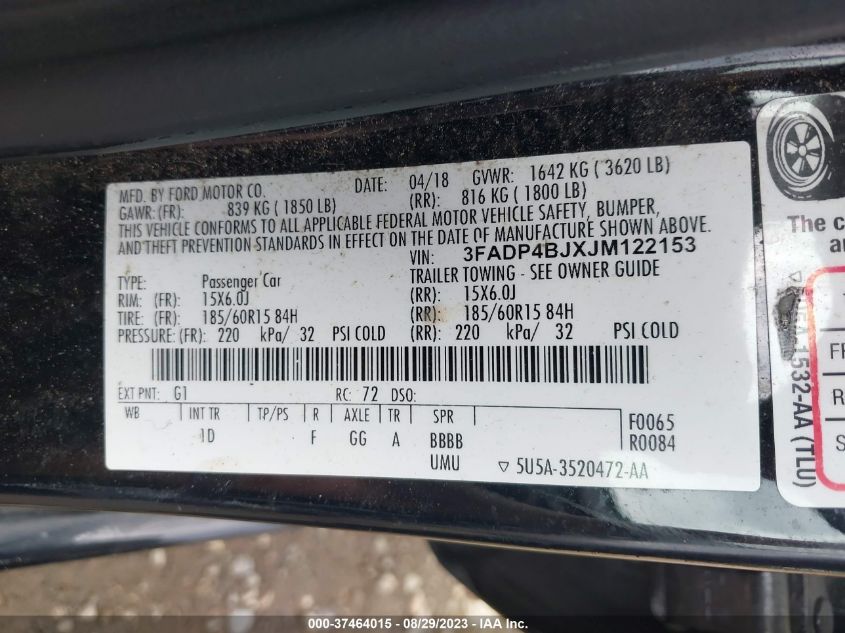 MFD. BY FORD MOTOR CO.
DATE: 04/18 GVWR: 1642 KG ( 3620 LB)
GAWR: (FR): 839 KG ( 1850 LB) (RR): 816 KG ( 1800 LB)
THIS VEHICLE CONFORMS TO ALL APPLICABLE FEDERAL MOTOR VEHICLE SAFETY, BUMPER,
AND THEFT PREVENTION STANDARDS IN EFFECT ON THE DATE OF MANUFACTURE SHOWN ABOVE.
VIN: 3FADP4BJXJM122153
TYPE: Passenger Car TRAILER TOWING - SEE OWNER GUIDE
RIM: (FR): 15X6.0J (RR): 15X6.0J
TIRE: (FR): 185/60R15 84H (RR): 185/60R15 84H
PRESSURE: (FR): 220 kPa/ 32 PSI COLD (RR): 220 kPa/ 32 PSI COLD
EXT PNT: G1 RC: 72 DSO:
WB INT TR TP/PS R AXLE TR SPR F0065
1D F GG A BBBB R0084
UMU ▽ 5U5A-3520472-AA
The c
1532-AA (TLU)
000-37464015 - 08/29/2023 - IAA Inc.